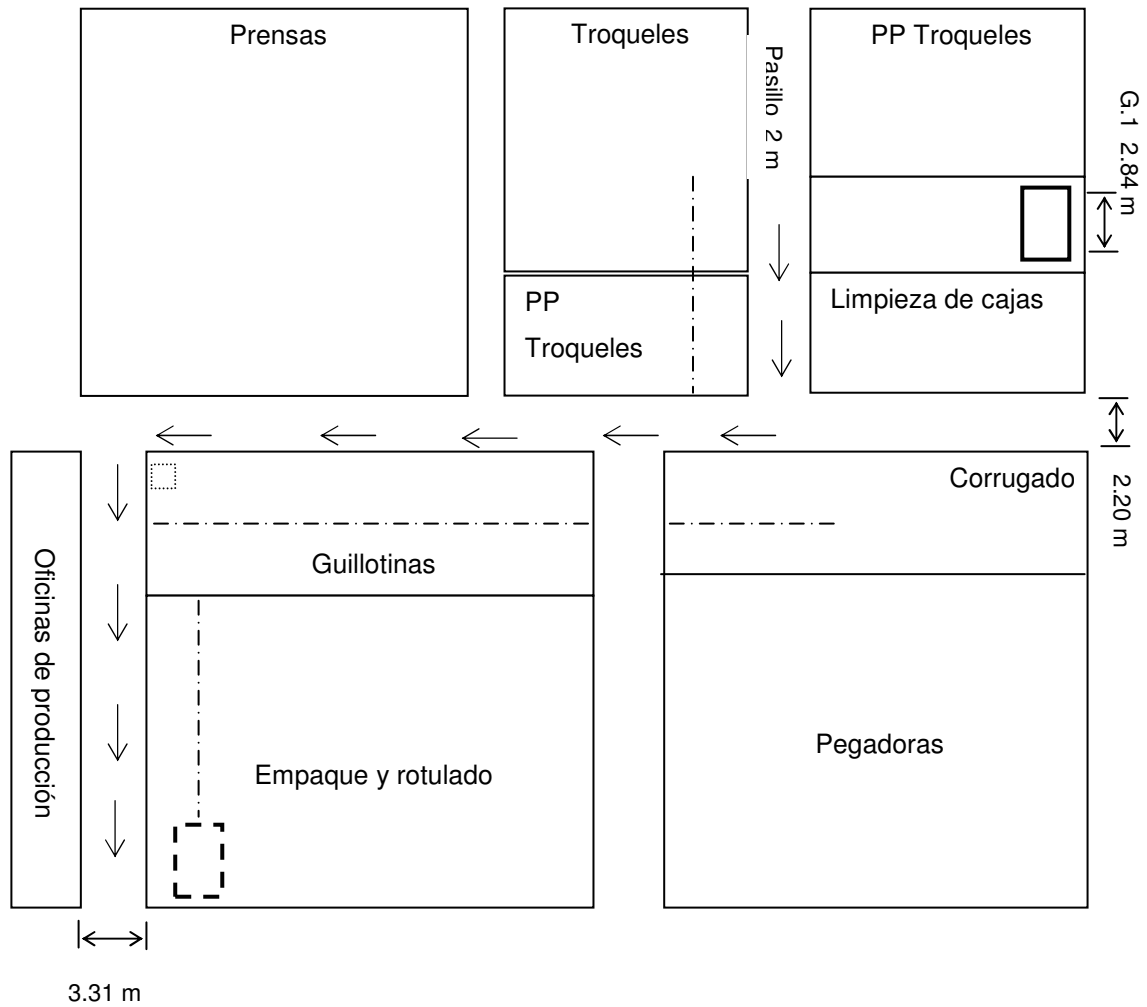 Prensas
Troqueles
Pasillo 2 m
PP Troqueles
G.1 2.84 m
PP
Troqueles
Limpieza de cajas
2.20 m
Corrugado
Guillotinas
Oficinas de producción
Empaque y rotulado
Pegadoras
3.31 m